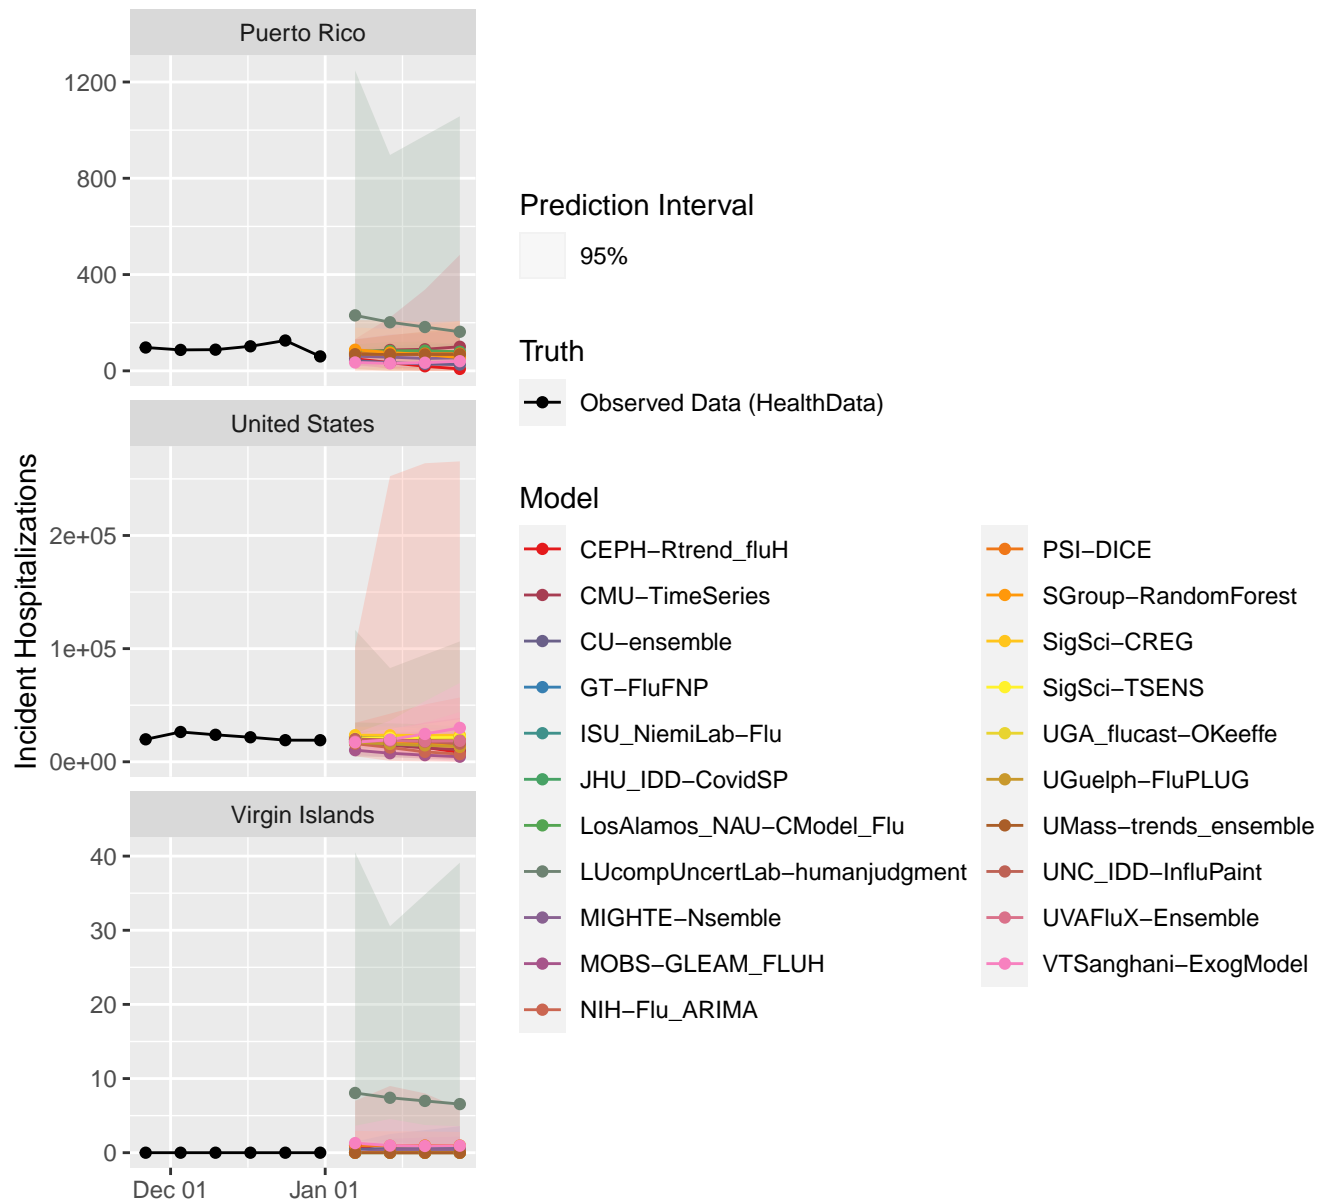 Puerto Rico
1200
800
400
0
United States
2e+05
1e+05
0e+00
Virgin Islands
40
30
20
10
0
Dec 01
Jan 01
Incident Hospitalizations
Prediction Interval
95%
Truth
Observed Data (HealthData)
Model
CEPH−Rtrend_fluH
CMU−TimeSeries
CU−ensemble
GT−FluFNP
ISU_NiemiLab−Flu
JHU_IDD−CovidSP
LosAlamos_NAU−CModel_Flu
LUcompUncertLab−humanjudgment
MIGHTE−Nsemble
MOBS−GLEAM_FLUH
NIH−Flu_ARIMA
PSI−DICE
SGroup−RandomForest
SigSci−CREG
SigSci−TSENS
UGA_flucast−OKeeffe
UGuelph−FluPLUG
UMass−trends_ensemble
UNC_IDD−InfluPaint
UVAFluX−Ensemble
VTSanghani−ExogModel